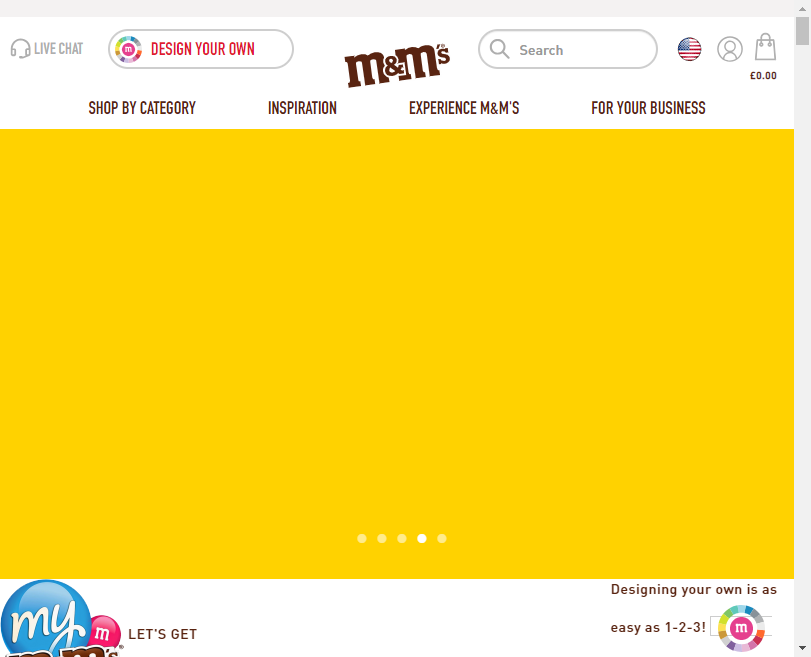 LIVE CHAT
m
DESIGN YOUR OWN
m&m's
Search
£0.00
SHOP BY CATEGORY
INSPIRATION
EXPERIENCE M&M'S
FOR YOUR BUSINESS
Designing your own is as
easy as 1-2-3!
m
my
m
m&m's®
LET'S GET